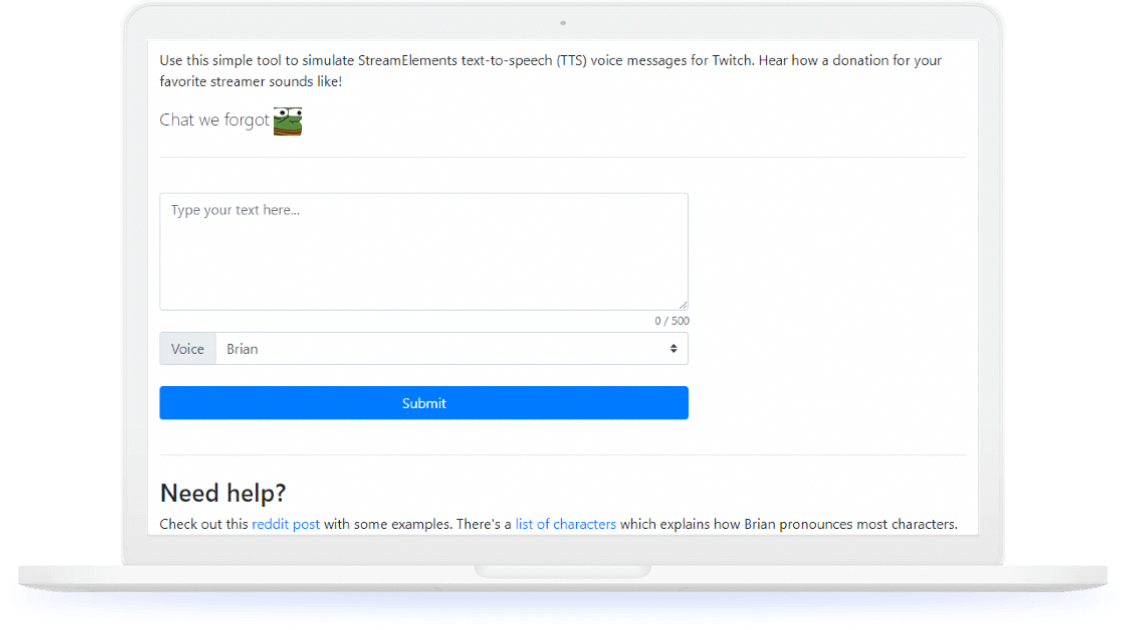 Use this simple tool to simulate StreamElements text-to-speech (TTS) voice messages for Twitch. Hear how a donation for your
favorite streamer sounds like!
Chat we forgot
Type your text here...
0 / 500
Voice Brian
Submit
Need help?
Check out this reddit post with some examples. There's a list of characters which explains how Brian pronounces most characters.